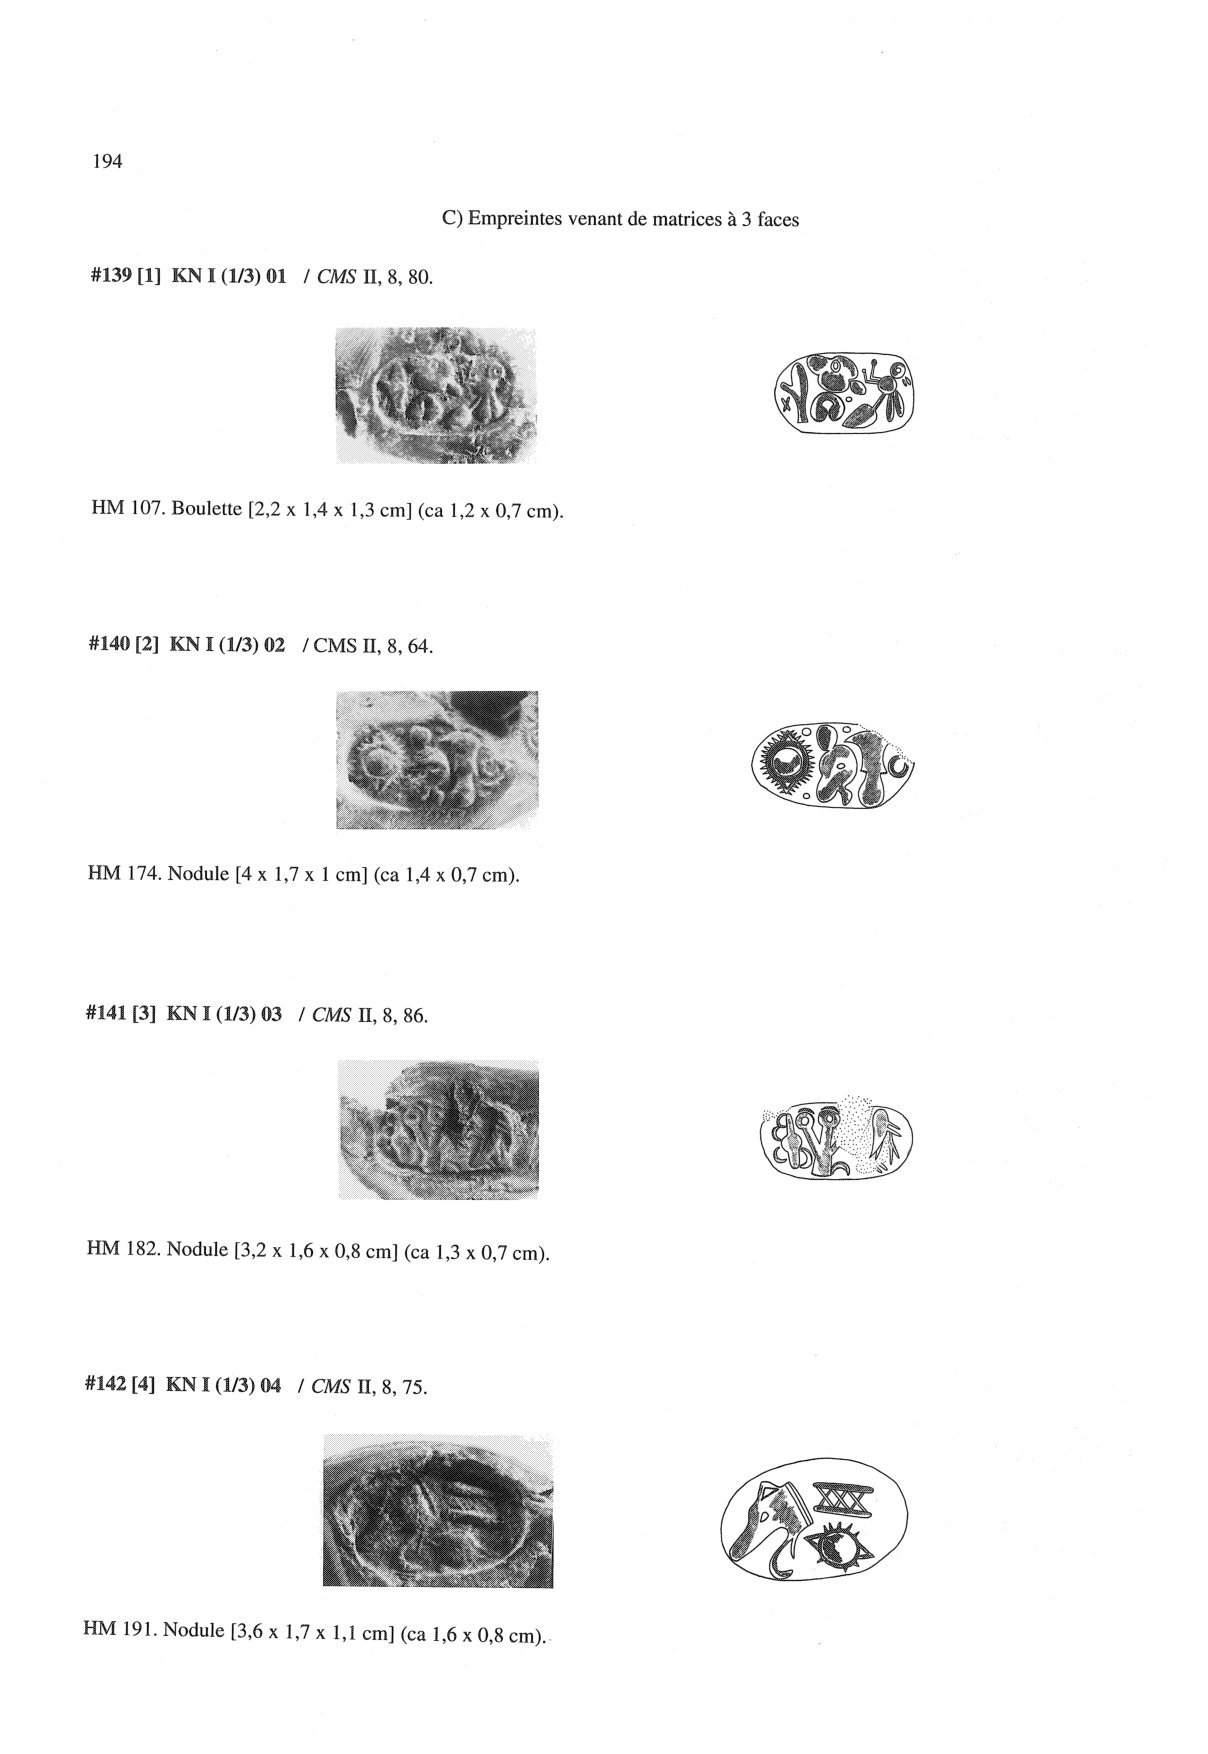 194
C) Empreintes venant de matrices à 3 faces
#139 [1] KN I (1/3) 01 / CMS II, 8, 80.
HM 107. Boulette [2,2 x 1,4 x 1,3 cm] (ca 1,2 x 0,7 cm).
#140 [2] KN I (1/3) 02 / CMS II, 8, 64.
HM 174. Nodule [4 x 1,7 x 1 cm] (ca 1,4 x 0,7 cm).
#141 [3] KN I (1/3) 03 / CMS II, 8, 86.
HM 182. Nodule [3,2 x 1,6 x 0,8 cm] (ca 1,3 x 0,7 cm).
#142 [4] KN I (1/3) 04 / CMS II, 8, 75.
HM 191. Nodule [3,6 x 1,7 x 1,1 cm] (ca 1,6 x 0,8 cm).